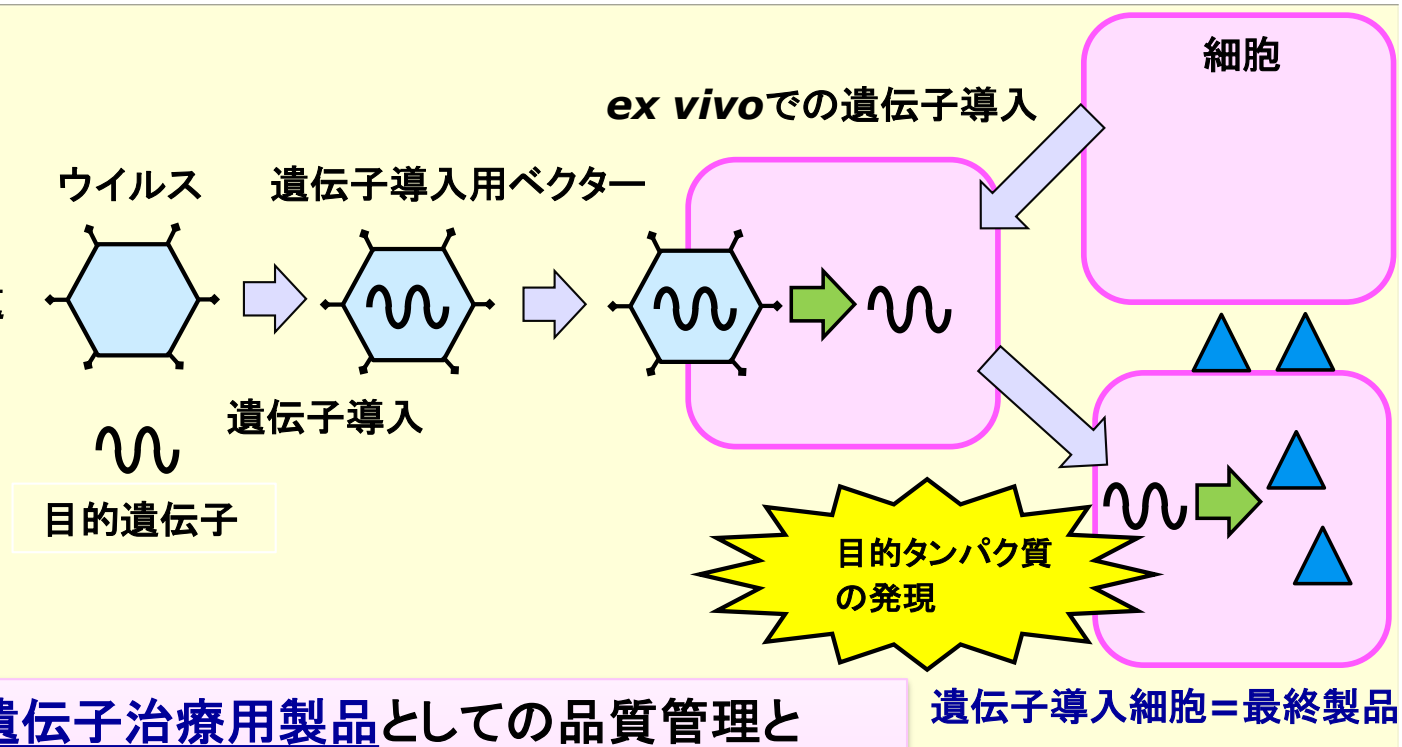 細胞
ex vivoでの遺伝子導入
ウイルス
遺伝子導入用ベクター
遺伝子導入
目的遺伝子
目的タンパク質
の発現
遺伝子導入細胞=最終製品
遺伝子治療用製品としての品質管理と